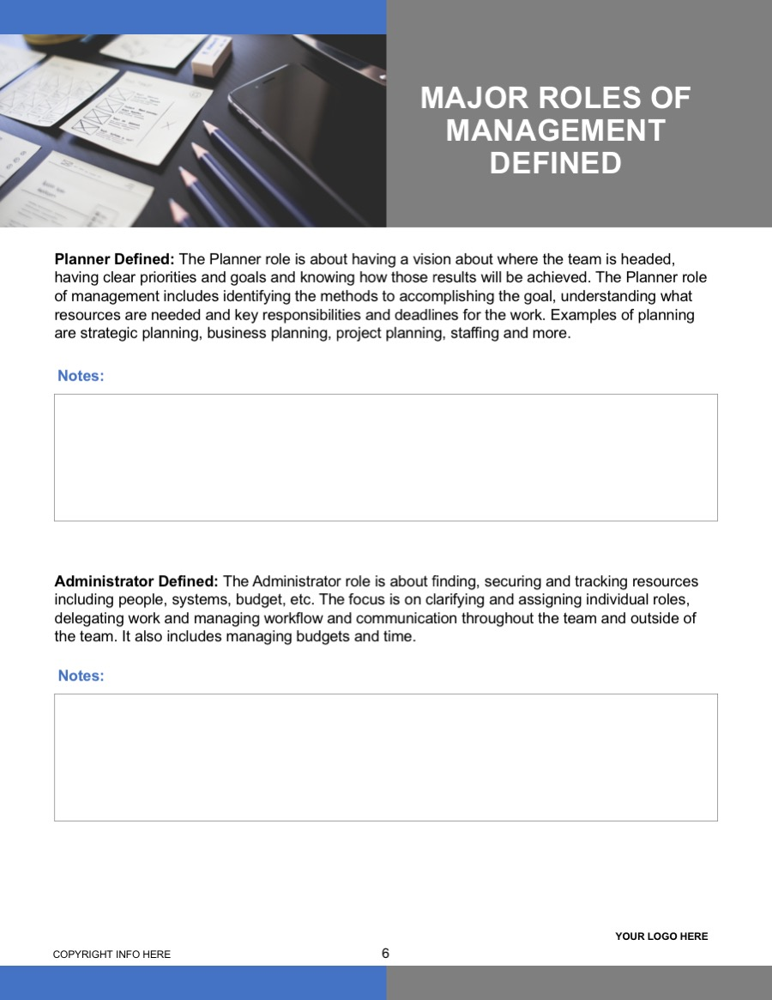 MAJOR ROLES OF
MANAGEMENT
DEFINED
Planner Defined: The Planner role is about having a vision about where the team is headed,
having clear priorities and goals and knowing how those results will be achieved. The Planner role
of management includes identifying the methods to accomplishing the goal, understanding what
resources are needed and key responsibilities and deadlines for the work. Examples of planning
are strategic planning, business planning, project planning, staffing and more.
Notes:
Administrator Defined: The Administrator role is about finding, securing and tracking resources
including people, systems, budget, etc. The focus is on clarifying and assigning individual roles,
delegating work and managing workflow and communication throughout the team and outside of
the team. It also includes managing budgets and time.
Notes:
YOUR LOGO HERE
COPYRIGHT INFO HERE
6